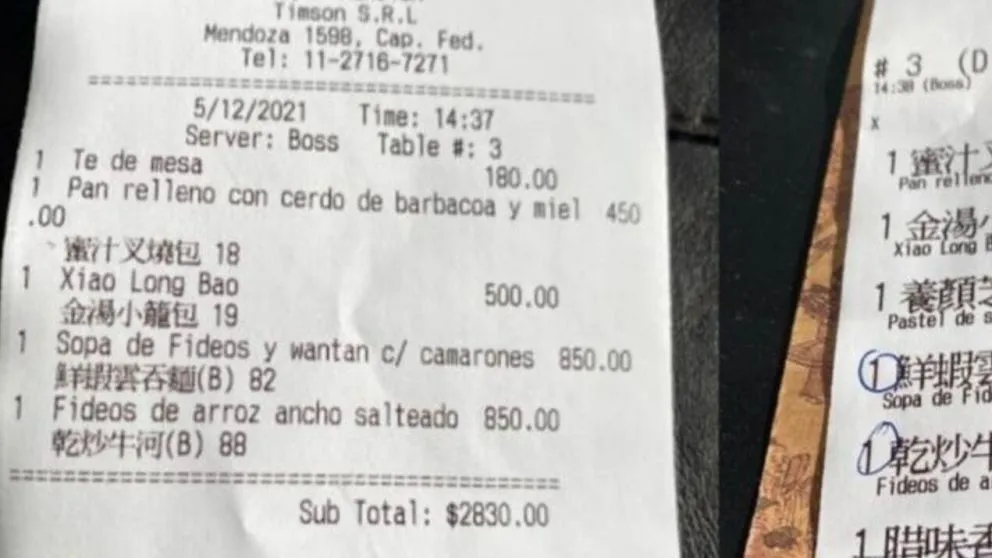 Timson S.R.L
Mendoza 1598, Cap. Fed.
Tel: 11-2716-7271
5/12/2021 Time: 14:37
Server: Boss Table #: 3
1 Te de mesa 180.00
1 Pan relleno con cerdo de barbacoa y miel 450
.00
蜜汁叉燒包 18
1 Xiao Long Bao 500.00
金湯小籠包 19
1 Sopa de Fideos y wantan c/ camarones 850.00
鮮蝦雲吞麵(B) 82
1 Fideos de arroz ancho salteado 850.00
乾炒牛河(B) 88
Sub Total: $2830.00
# 3 (D
14:38 (Boss)
x
1 蜜汁叉
Pan relleno
1 金湯小
Xiao Long B
1 養顏
Pastel de s
1 鮮蝦雲
Sopa de Fid
1 乾炒牛
Fideos de a
1 腊味香